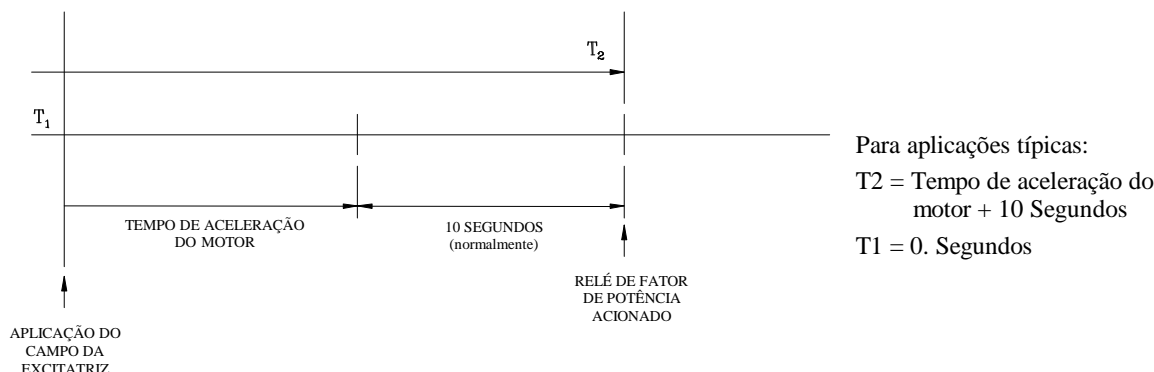 T2
T1
TEMPO DE ACELERAÇÃO
DO MOTOR
10 SEGUNDOS
(normalmente)
RELÉ DE FATOR
DE POTÊNCIA
ACIONADO
APLICAÇÃO DO
CAMPO DA
EXCITATRIZ
Para aplicações típicas:
T2 = Tempo de aceleração do
motor + 10 Segundos
T1 = 0. Segundos